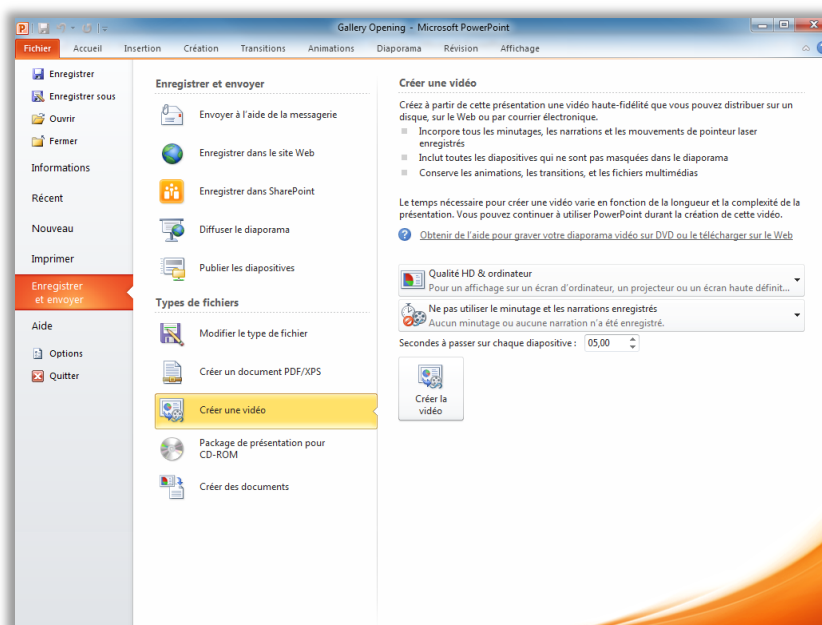 Gallery Opening - Microsoft PowerPoint
Fichier Accueil Insertion Création Transitions Animations Diaporama Révision Affichage
Enregistrer
Enregistrer sous
Ouvrir
Fermer
Informations
Récent
Nouveau
Imprimer
Enregistrer
et envoyer
Aide
Options
Quitter
Enregistrer et envoyer
Envoyer à l'aide de la messagerie
Enregistrer dans le site Web
Enregistrer dans SharePoint
Diffuser le diaporama
Publier les diapositives
Types de fichiers
Modifier le type de fichier
Créer un document PDF/XPS
Créer une vidéo
Package de présentation pour
CD-ROM
Créer des documents
Créer une vidéo
Créez à partir de cette présentation une vidéo haute-fidélité que vous pouvez distribuer sur un
disque, sur le Web ou par courrier électronique.
Incorpore tous les minutages, les narrations et les mouvements de pointeur laser
enregistrés
Inclut toutes les diapositives qui ne sont pas masquées dans le diaporama
Conserve les animations, les transitions, et les fichiers multimédias
Le temps nécessaire pour créer une vidéo varie en fonction de la longueur et la complexité de la
présentation. Vous pouvez continuer à utiliser PowerPoint durant la création de cette vidéo.
Obtenir de l'aide pour graver votre diaporama vidéo sur DVD ou le télécharger sur le Web
Qualité HD & ordinateur
Pour un affichage sur un écran d'ordinateur, un projecteur ou un écran haute définit...
Ne pas utiliser le minutage et les narrations enregistrés
Aucun minutage ou aucune narration n'a été enregistré.
Secondes à passer sur chaque diapositive : 05,00
Créer la
vidéo